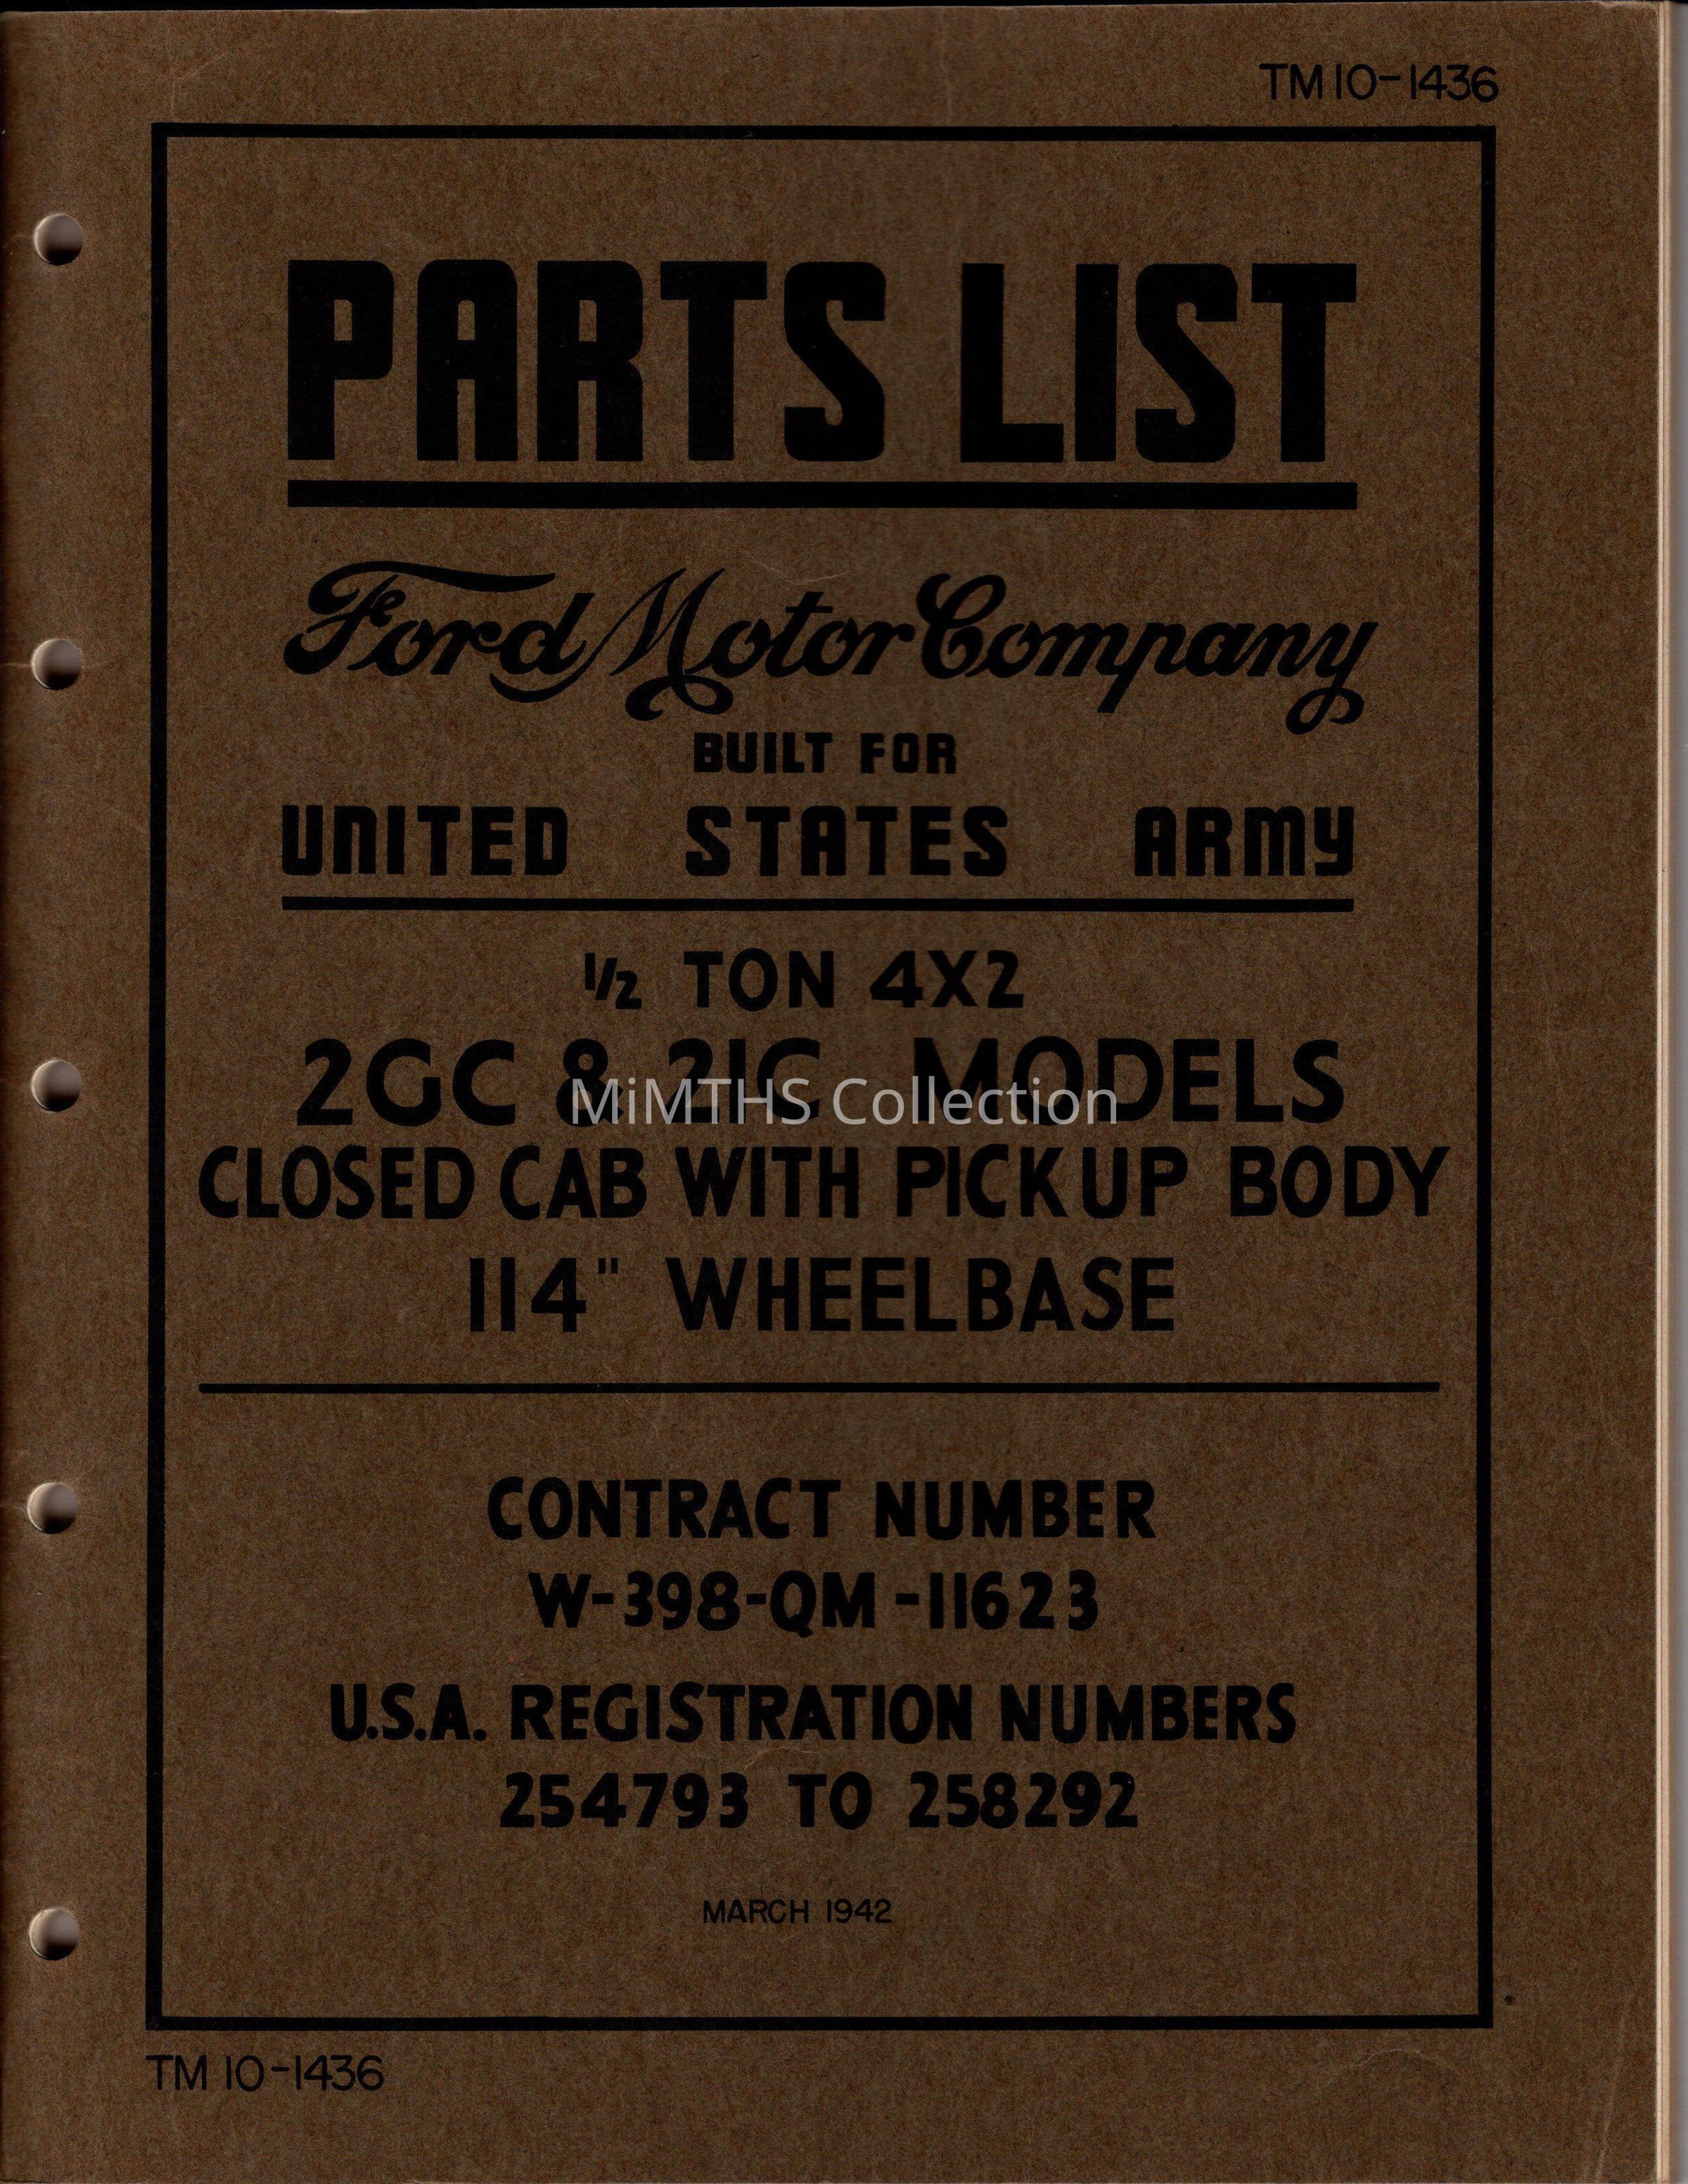 TM 10-1436
PARTS LIST
Ford Motor Company
BUILT FOR
UNITED STATES ARMY
1/2 TON 4X2
2GC & 21C MODELS
MiMTHS Collection
CLOSED CAB WITH PICKUP BODY
114" WHEELBASE
CONTRACT NUMBER
W-398-QM-11623
U.S.A. REGISTRATION NUMBERS
254793 TO 258292
MARCH 1942
TM 10-1436